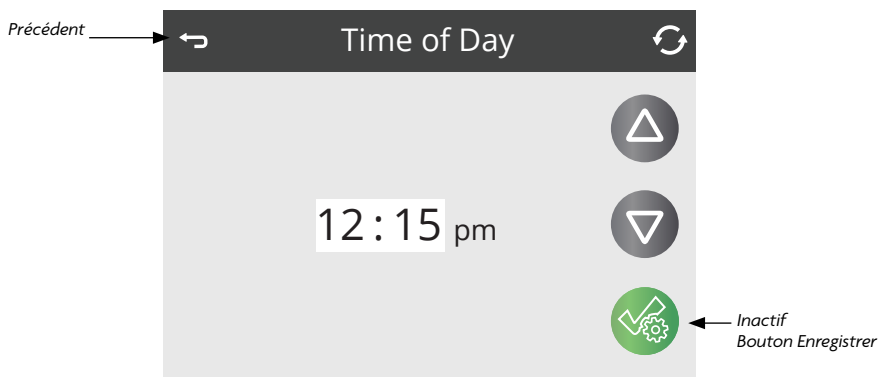 Précédent
Time of Day
12 : 15 pm
Inactif
Bouton Enregistrer